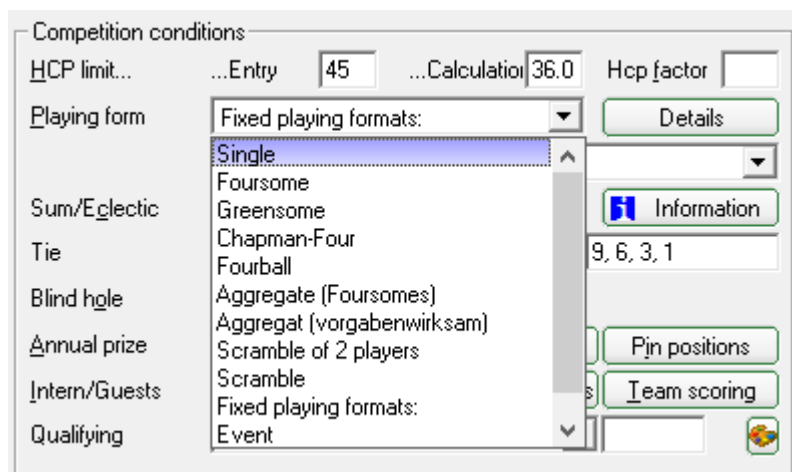 Competition conditions
HCP limit... ...Entry 45 ...Calculation 36.0 Hcp factor
Playing form Fixed playing formats: Details
Single
Foursome
Sum/Eclectic Greensome Information
Tie Chapman-Four 9, 6, 3, 1
Fourball
Blind hole Aggregate (Foursomes)
Aggregat (vorgabenwirksam)
Annual prize Scramble of 2 players Pin positions
Scramble
Intern/Guests Fixed playing formats: s Team scoring
Qualifying Event